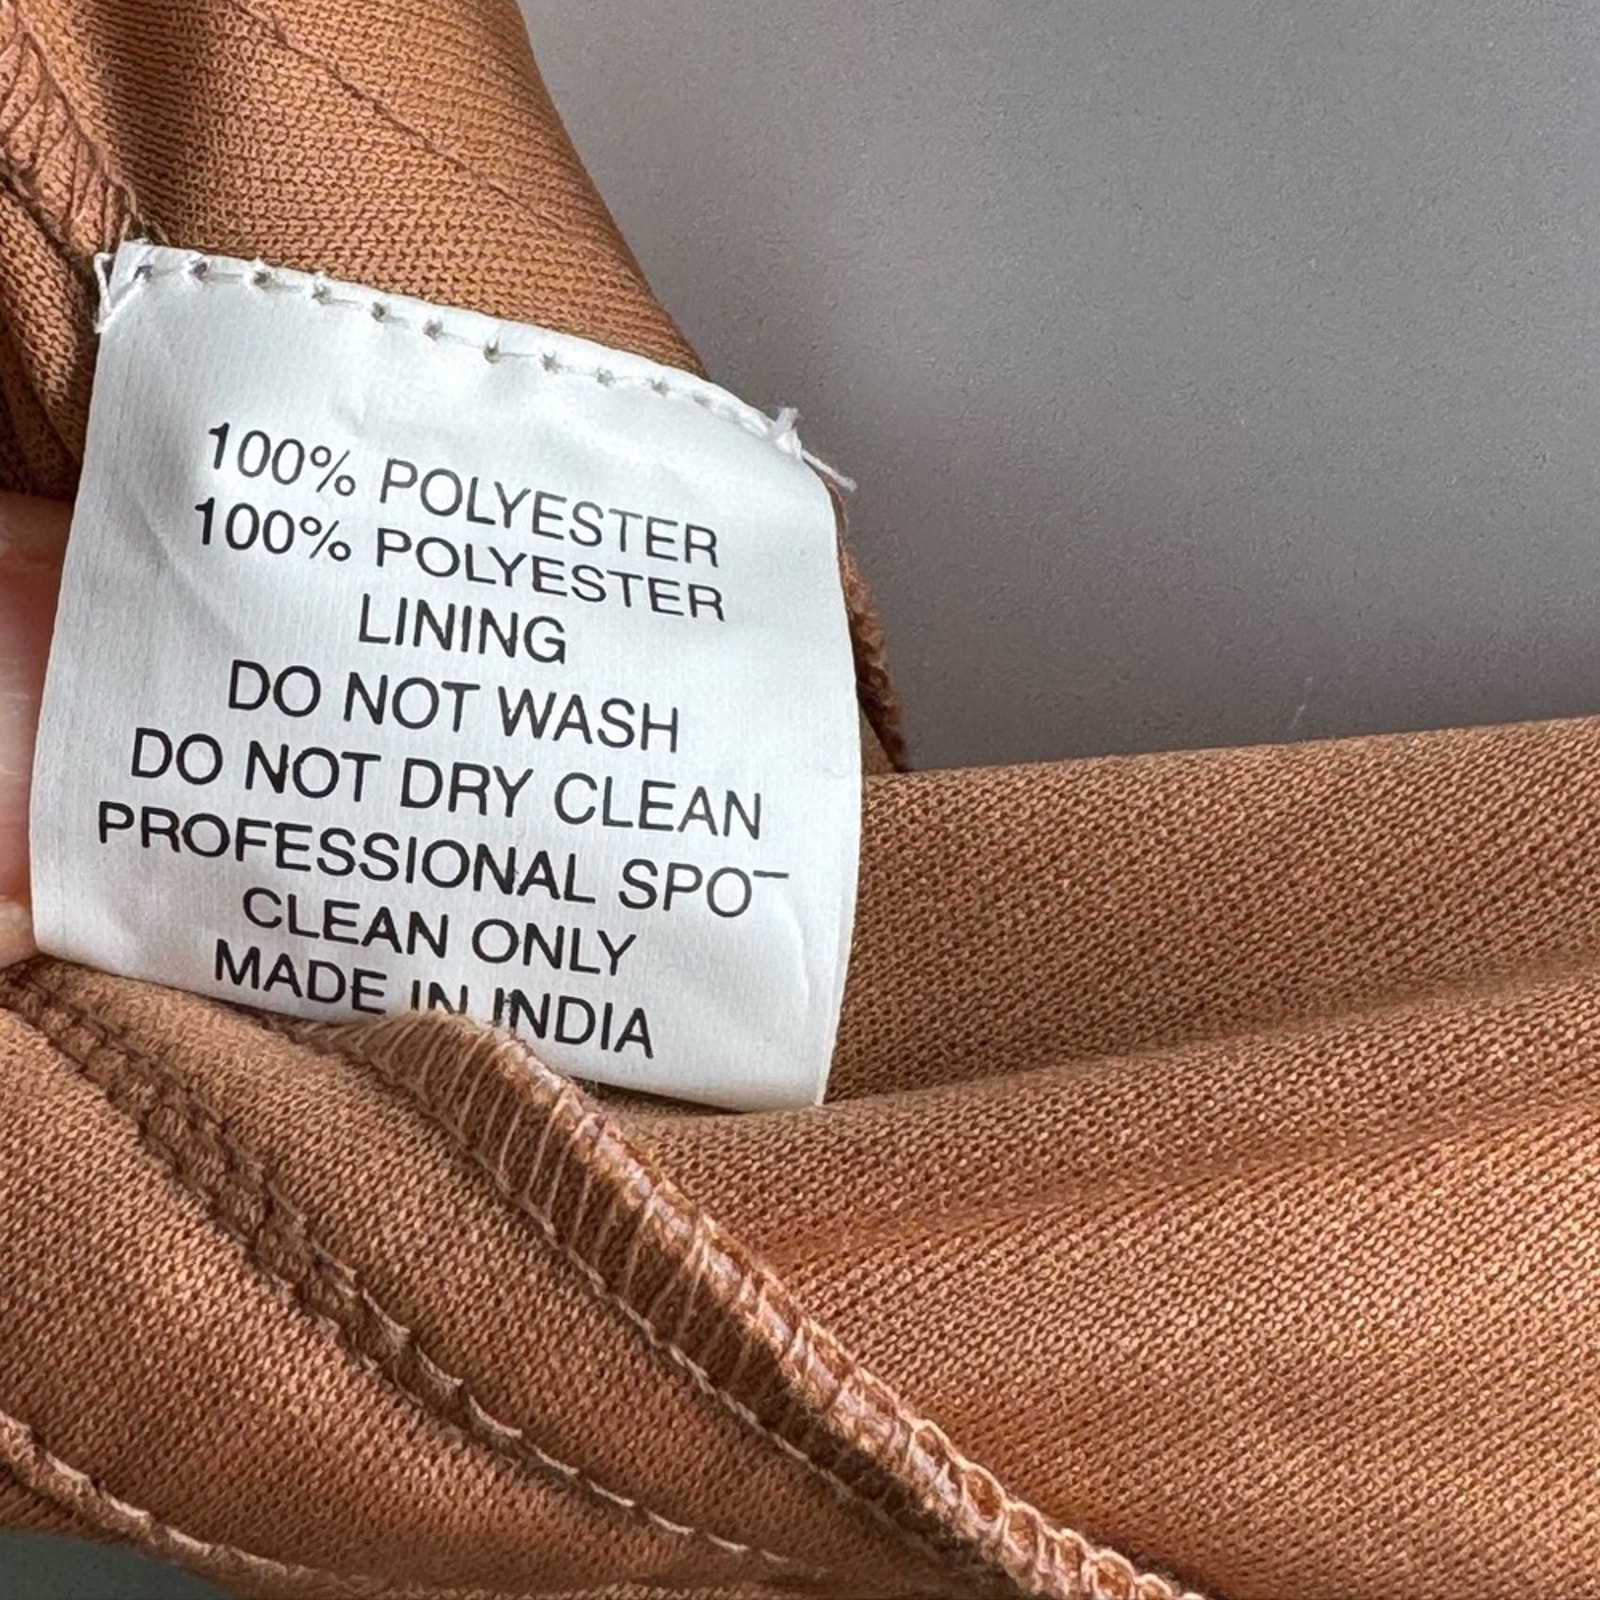 100% POLYESTER
100% POLYESTER
LINING
DO NOT WASH
DO NOT DRY CLEAN
PROFESSIONAL SPOT
CLEAN ONLY
MADE IN INDIA